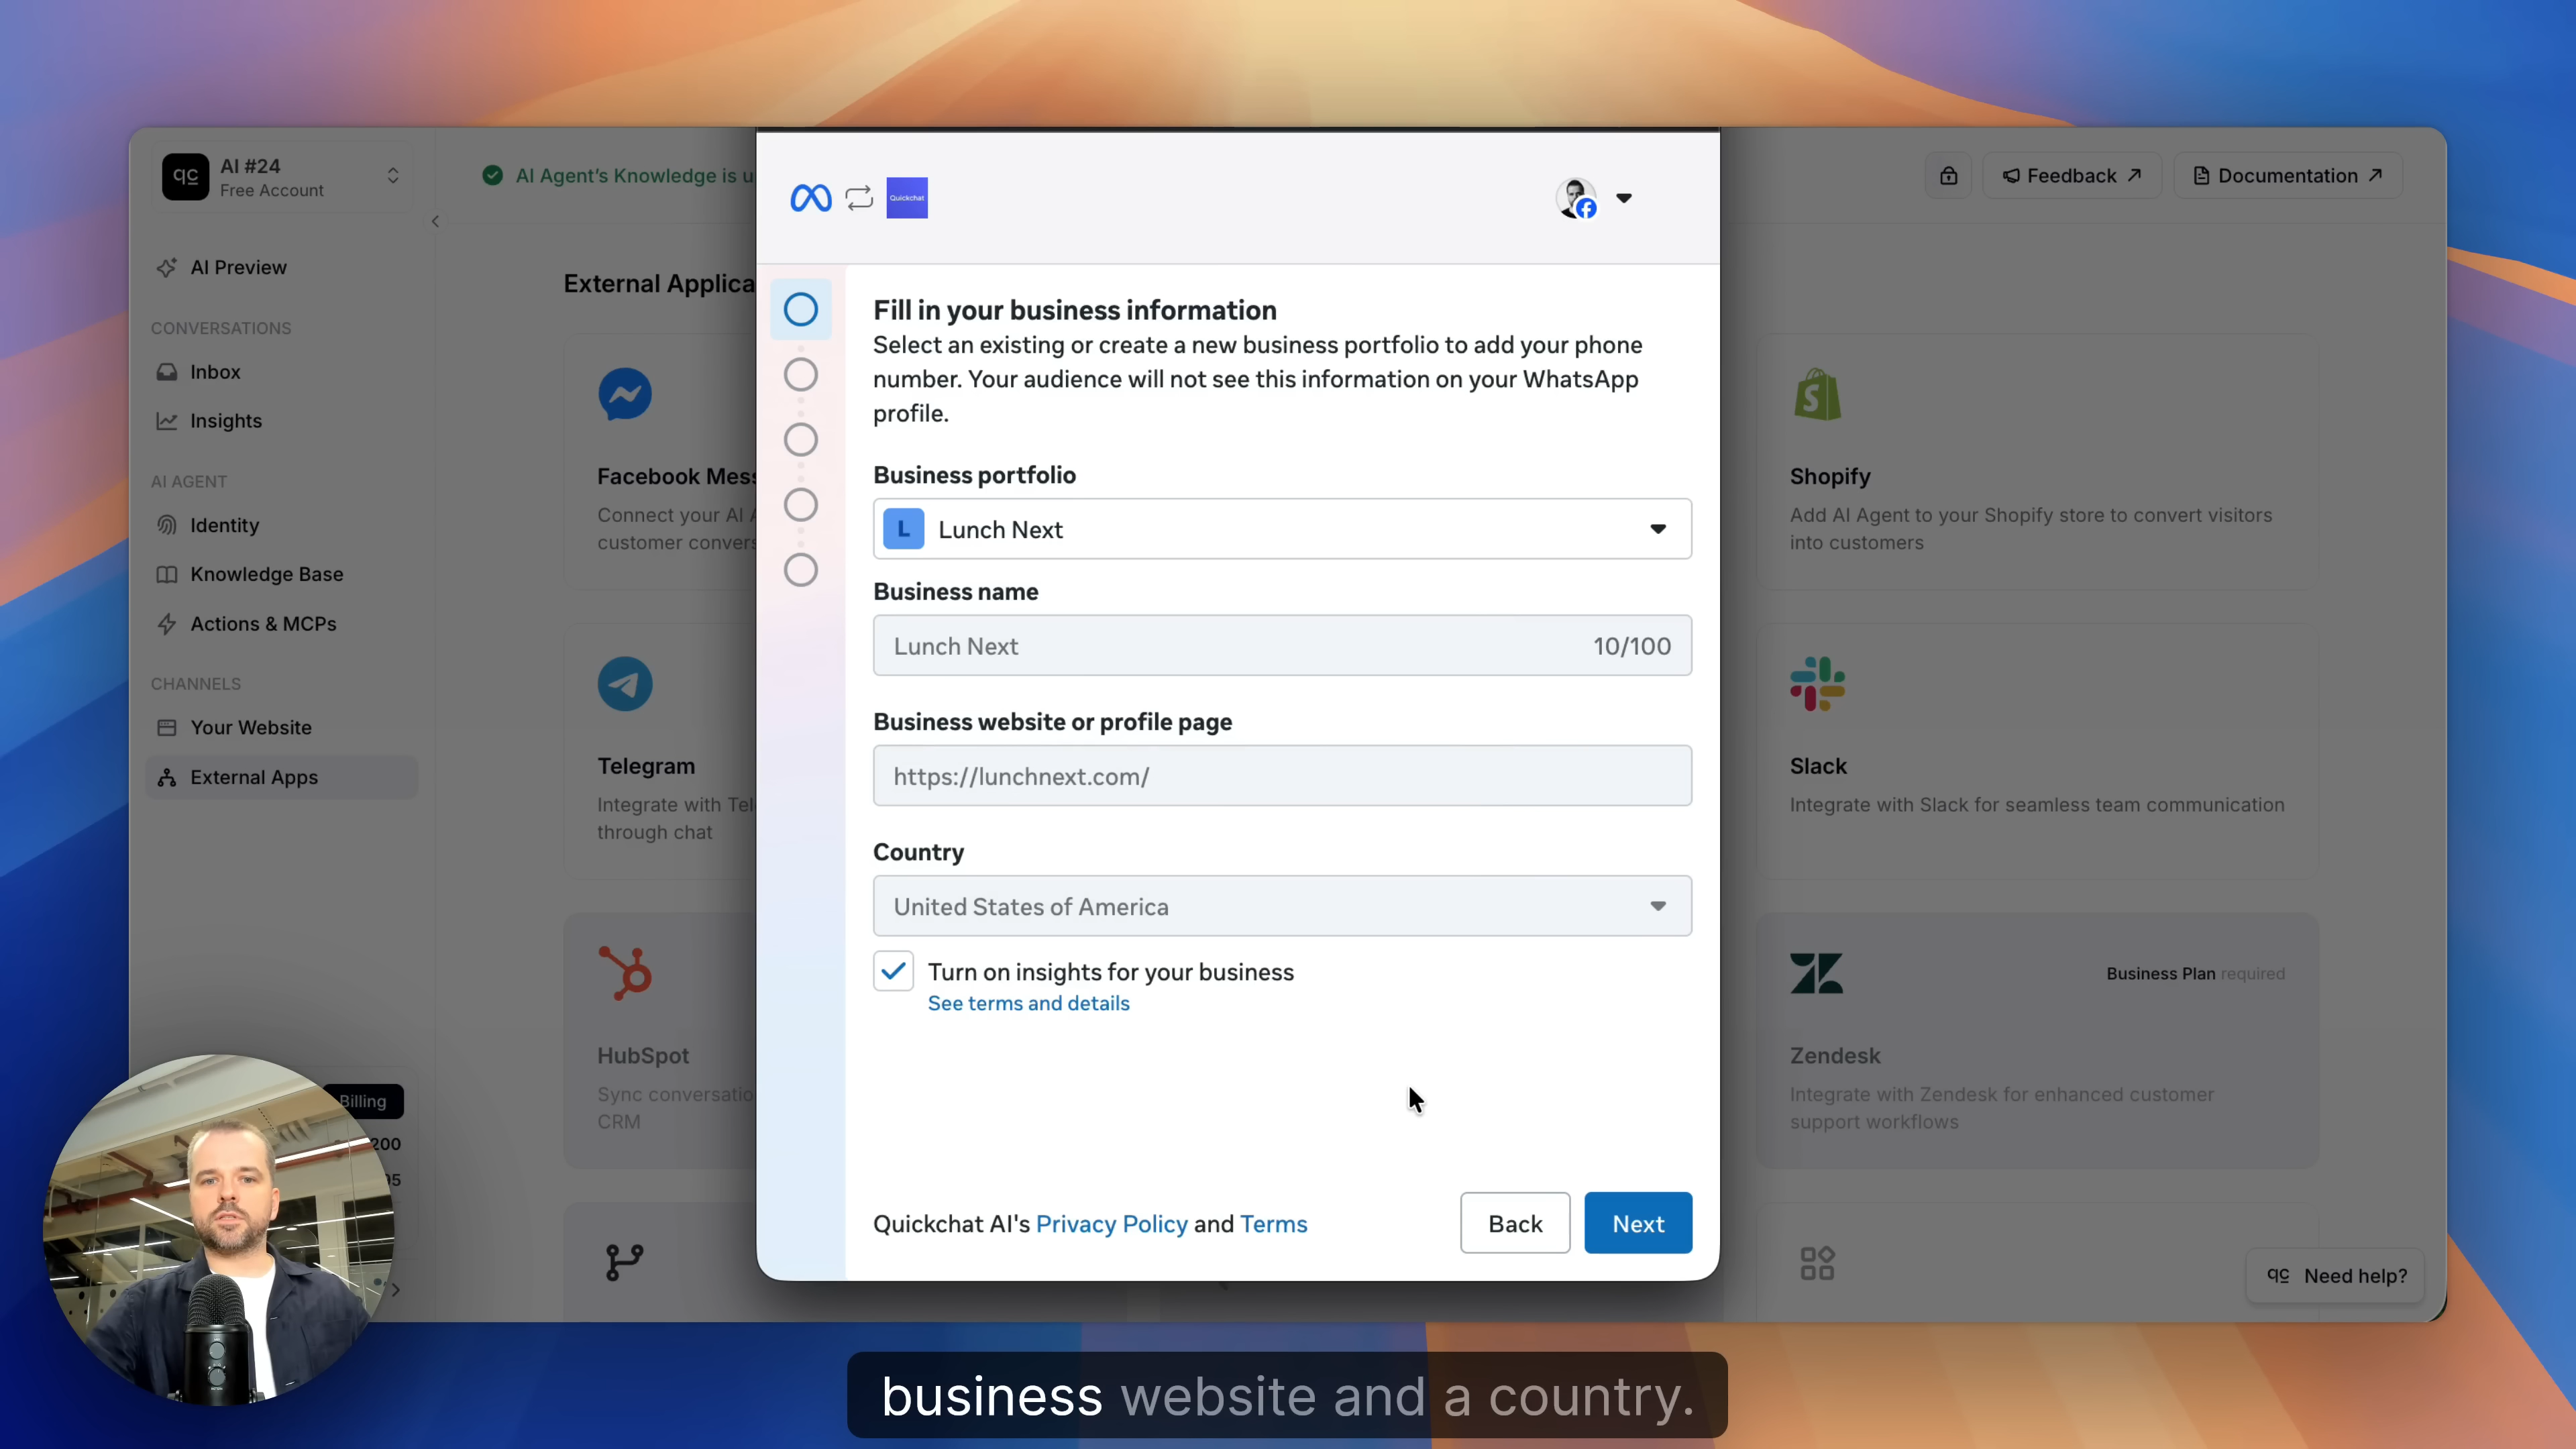 qc
AI #24
Free Account
AI Preview
CONVERSATIONS
Inbox
Insights
AI AGENT
Identity
Knowledge Base
Actions & MCPs
CHANNELS
Your Website
External Apps
Billing
200
AI Agent's Knowledge is u
Feedback
Documentation
External Applica
Facebook Mess
Connect your AI
customer convers
Telegram
Integrate with Tel
through chat
HubSpot
Sync conversatio
CRM
Quickchat
Fill in your business information
Select an existing or create a new business portfolio to add your phone
number. Your audience will not see this information on your WhatsApp
profile.
Business portfolio
L Lunch Next
Business name
Lunch Next 10/100
Business website or profile page
https://lunchnext.com/
Country
United States of America
Turn on insights for your business
See terms and details
Quickchat AI's Privacy Policy and Terms
Back
Next
Shopify
Add AI Agent to your Shopify store to convert visitors
into customers
Slack
Integrate with Slack for seamless team communication
Business Plan required
Zendesk
Integrate with Zendesk for enhanced customer
support workflows
qc Need help?
business website and a country.